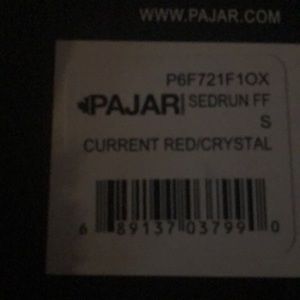 WWW.PAJAR.COM
P6F721F1OX
PAJAR SEDRUN FF
S
CURRENT RED/CRYSTAL
6 89137 03799 0